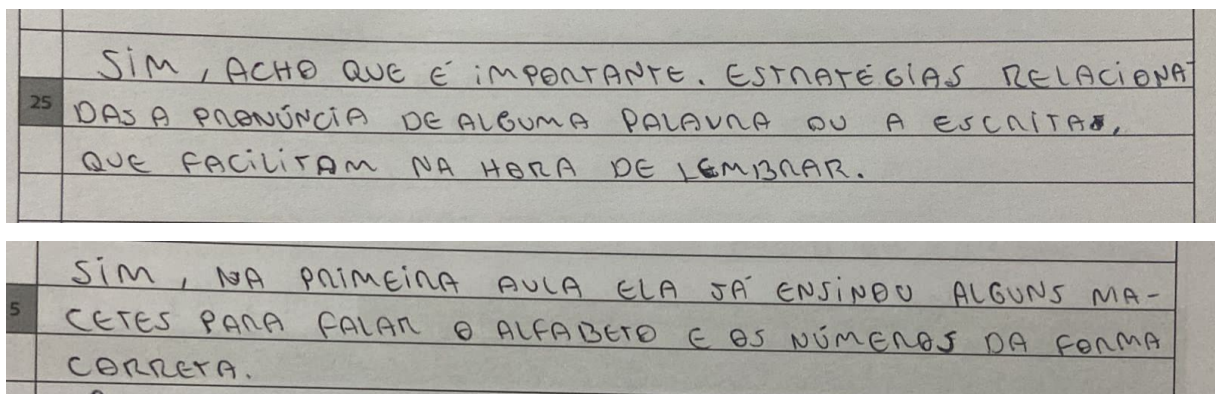 SIM, ACHO QUE É IMPORTANTE. ESTRATÉGIAS RELACIONA
25 DAS A PRONÚNCIA DE ALGUMA PALAVRA OU A ESCRITA,
QUE FACILITAM NA HORA DE LEMBRAR.
SIM, NA PRIMEIRA AULA ELA JÁ ENSINOU ALGUNS MA-
5 CETES PARA FALAR O ALFABETO E OS NÚMEROS DA FORMA
CORRETA.